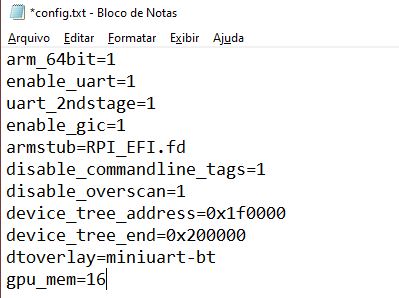 *config.txt - Bloco de Notas
Arquivo Editar Formatar Exibir Ajuda
arm_64bit=1
enable_uart=1
uart_2ndstage=1
enable_gic=1
armstub=RPI_EFI.fd
disable_commandline_tags=1
disable_overscan=1
device_tree_address=0x1f0000
device_tree_end=0x200000
dtoverlay=miniuart-bt
gpu_mem=16